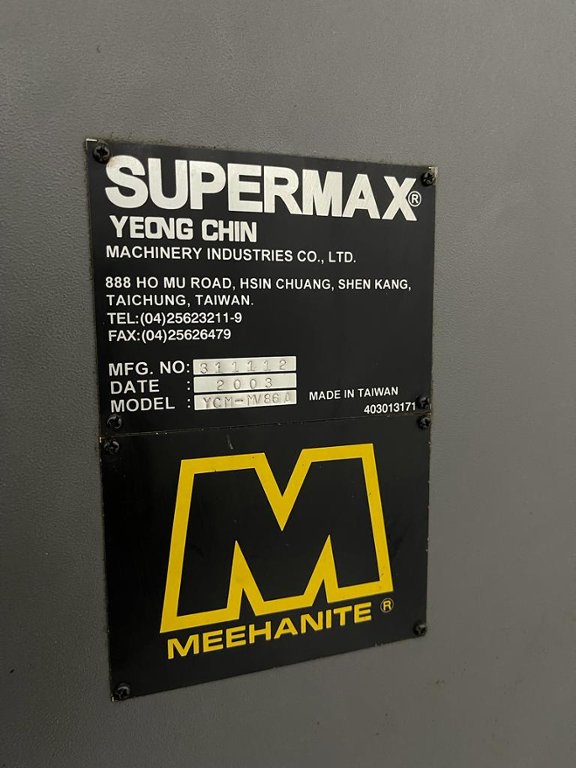 SUPERMAX®
YEONG CHIN
MACHINERY INDUSTRIES CO., LTD.
888 HO MU ROAD, HSIN CHUANG, SHEN KANG,
TAICHUNG, TAIWAN.
TEL:(04)25623211-9
FAX:(04)25626479
MFG. NO: 311112
DATE : 2003
MODEL : YCM-MV86A
MADE IN TAIWAN
403013171
M
MEEHANITE ®